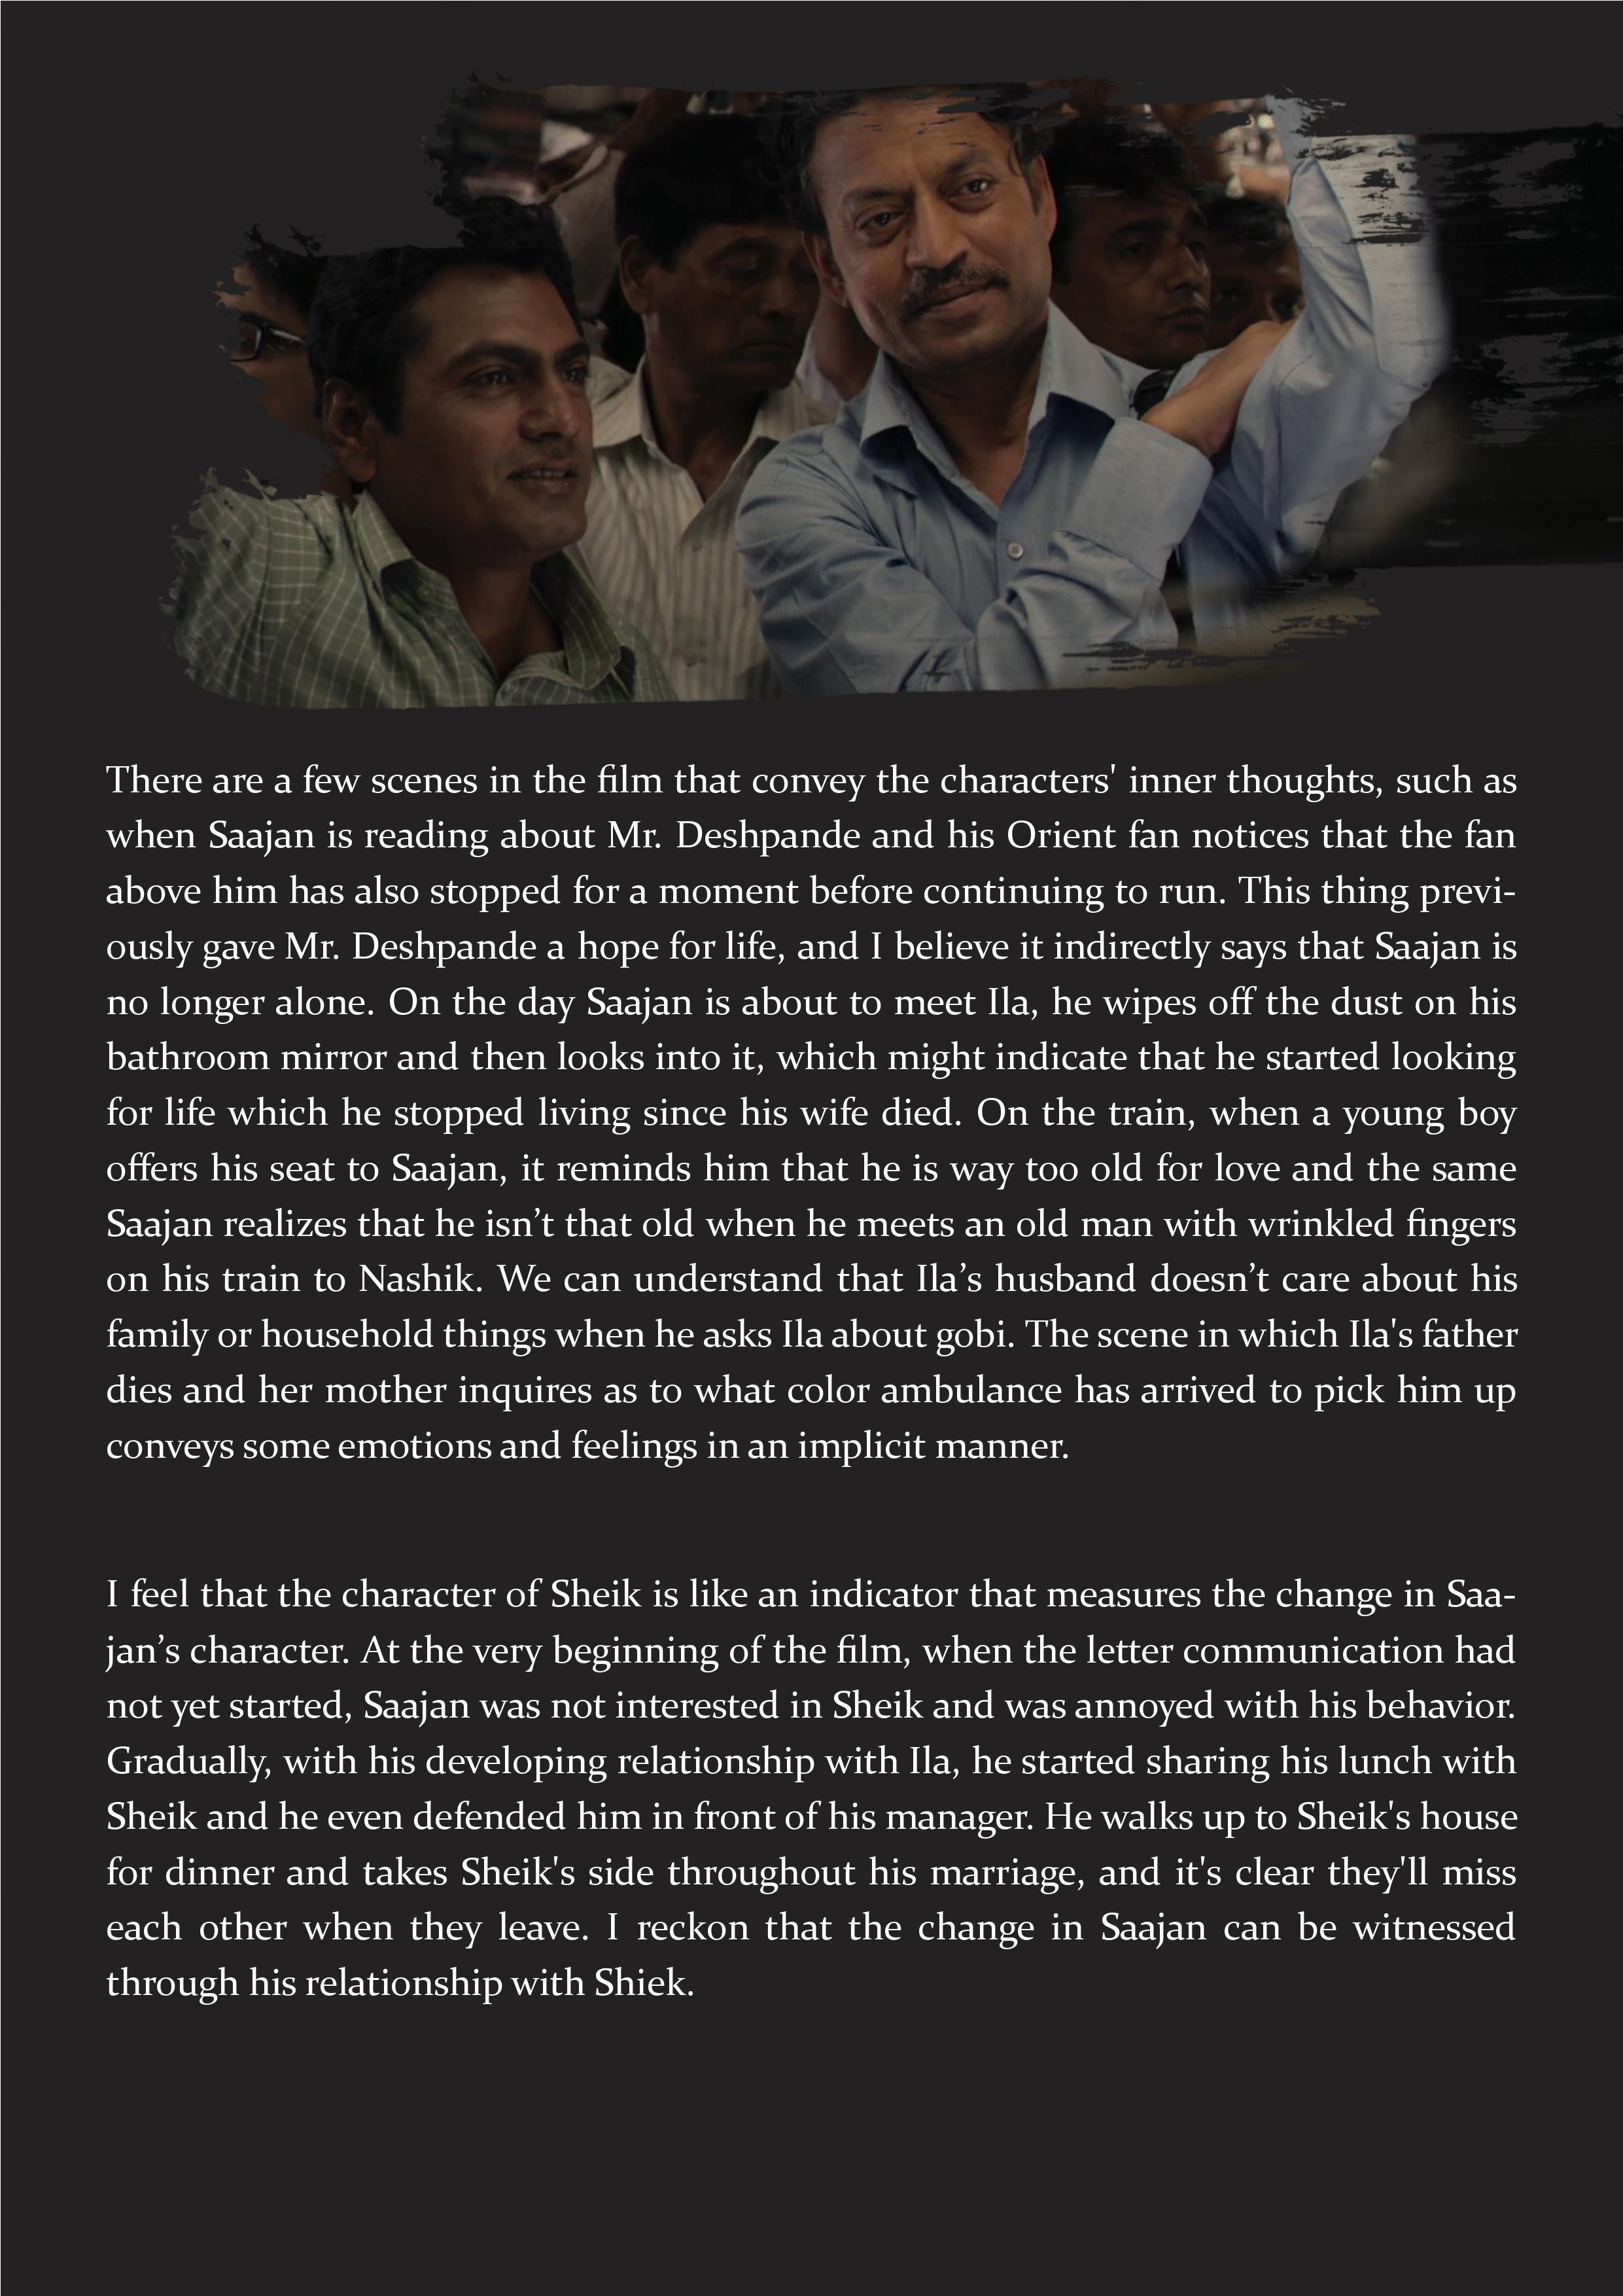 There are a few scenes in the film that convey the characters' inner thoughts, such as
when Saajan is reading about Mr. Deshpande and his Orient fan notices that the fan
above him has also stopped for a moment before continuing to run. This thing previ-
ously gave Mr. Deshpande a hope for life, and I believe it indirectly says that Saajan is
no longer alone. On the day Saajan is about to meet Ila, he wipes off the dust on his
bathroom mirror and then looks into it, which might indicate that he started looking
for life which he stopped living since his wife died. On the train, when a young boy
offers his seat to Saajan, it reminds him that he is way too old for love and the same
Saajan realizes that he isn’t that old when he meets an old man with wrinkled fingers
on his train to Nashik. We can understand that Ila’s husband doesn’t care about his
family or household things when he asks Ila about gobi. The scene in which Ila's father
dies and her mother inquires as to what color ambulance has arrived to pick him up
conveys some emotions and feelings in an implicit manner.
I feel that the character of Sheik is like an indicator that measures the change in Saa-
jan’s character. At the very beginning of the film, when the letter communication had
not yet started, Saajan was not interested in Sheik and was annoyed with his behavior.
Gradually, with his developing relationship with Ila, he started sharing his lunch with
Sheik and he even defended him in front of his manager. He walks up to Sheik's house
for dinner and takes Sheik's side throughout his marriage, and it's clear they'll miss
each other when they leave. I reckon that the change in Saajan can be witnessed
through his relationship with Shiek.